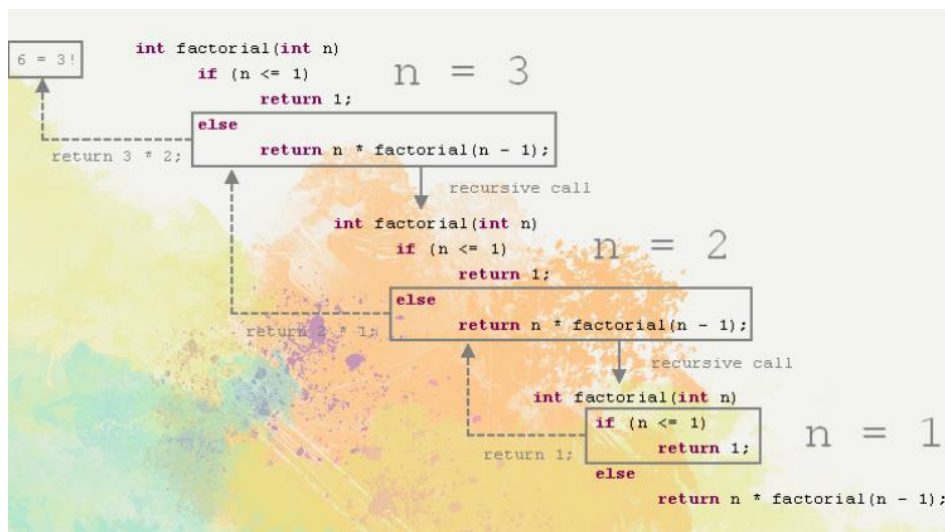 6 = 3!
int factorial(int n)
if (n <= 1)
n = 3
return 1;
else
return n * factorial(n - 1);
return 3 * 2;
recursive call
int factorial(int n)
if (n <= 1)
n = 2
return 1;
else
return n * factorial(n - 1);
return 2 * 1;
recursive call
int factorial(int n)
if (n <= 1)
n = 1
return 1;
return 1;
else
return n * factorial(n - 1);